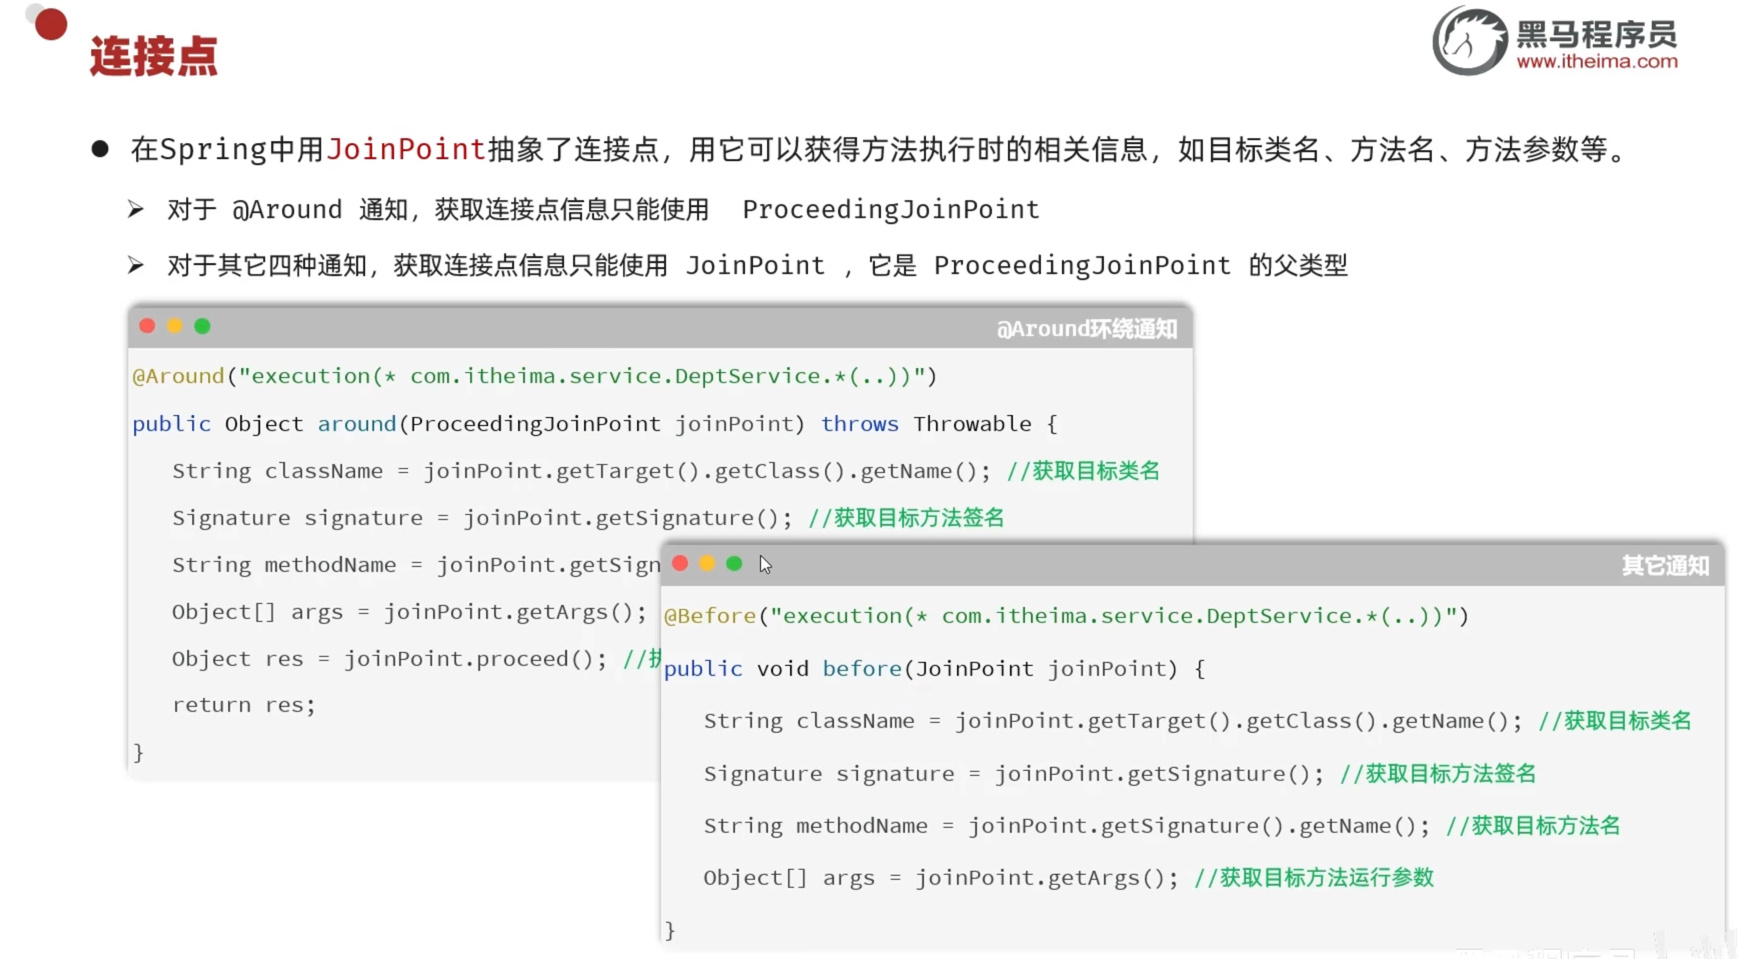 连接点
黑马程序员
www.itheima.com
在Spring中用JoinPoint抽象了连接点，用它可以获得方法执行时的相关信息，如目标类名、方法名、方法参数等。
对于 @Around 通知，获取连接点信息只能使用 ProceedingJoinPoint
对于其它四种通知，获取连接点信息只能使用 JoinPoint ，它是 ProceedingJoinPoint 的父类型
@Around环绕通知
@Around("execution(* com.itheima.service.DeptService.*(..))")
public Object around(ProceedingJoinPoint joinPoint) throws Throwable {
String className = joinPoint.getTarget().getClass().getName(); //获取目标类名
Signature signature = joinPoint.getSignature(); //获取目标方法签名
String methodName = joinPoint.getSign
Object[] args = joinPoint.getArgs();
Object res = joinPoint.proceed(); //执
return res;
}
其它通知
@Before("execution(* com.itheima.service.DeptService.*(..))")
public void before(JoinPoint joinPoint) {
String className = joinPoint.getTarget().getClass().getName(); //获取目标类名
Signature signature = joinPoint.getSignature(); //获取目标方法签名
String methodName = joinPoint.getSignature().getName(); //获取目标方法名
Object[] args = joinPoint.getArgs(); //获取目标方法运行参数
}